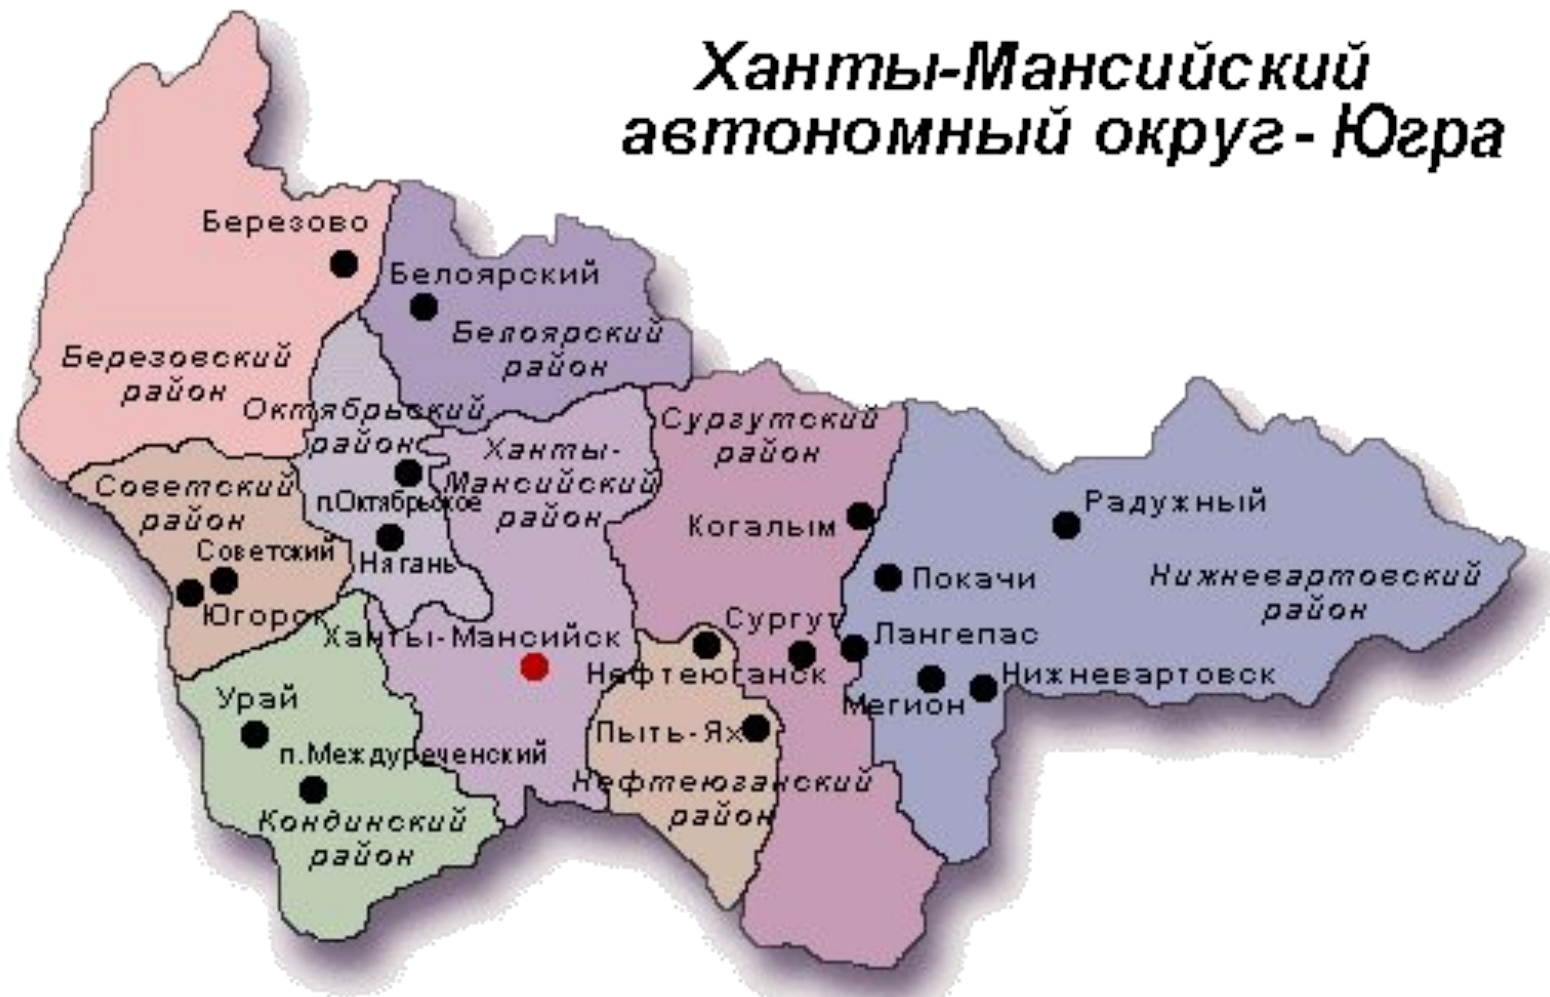 Ханты-Мансийский
автономный округ - Югра
Березово
Белоярский
Белоярский
район
Березовский
район
Октябрьский
район
Сургутский
район
Ханты-
Мансийский
район
Советский
район
п.Октябрьское
Когалым
Радужный
Советский
Нягань
Покачи
Нижневартовский
район
Югорск
Сургут
Ханты-Мансийск
Лангепас
Нефтеюганск
Нижневартовск
Урай
Мегион
Пыть-Ях
п.Междуреченский
Нефтеюганский
район
Кондинский
район